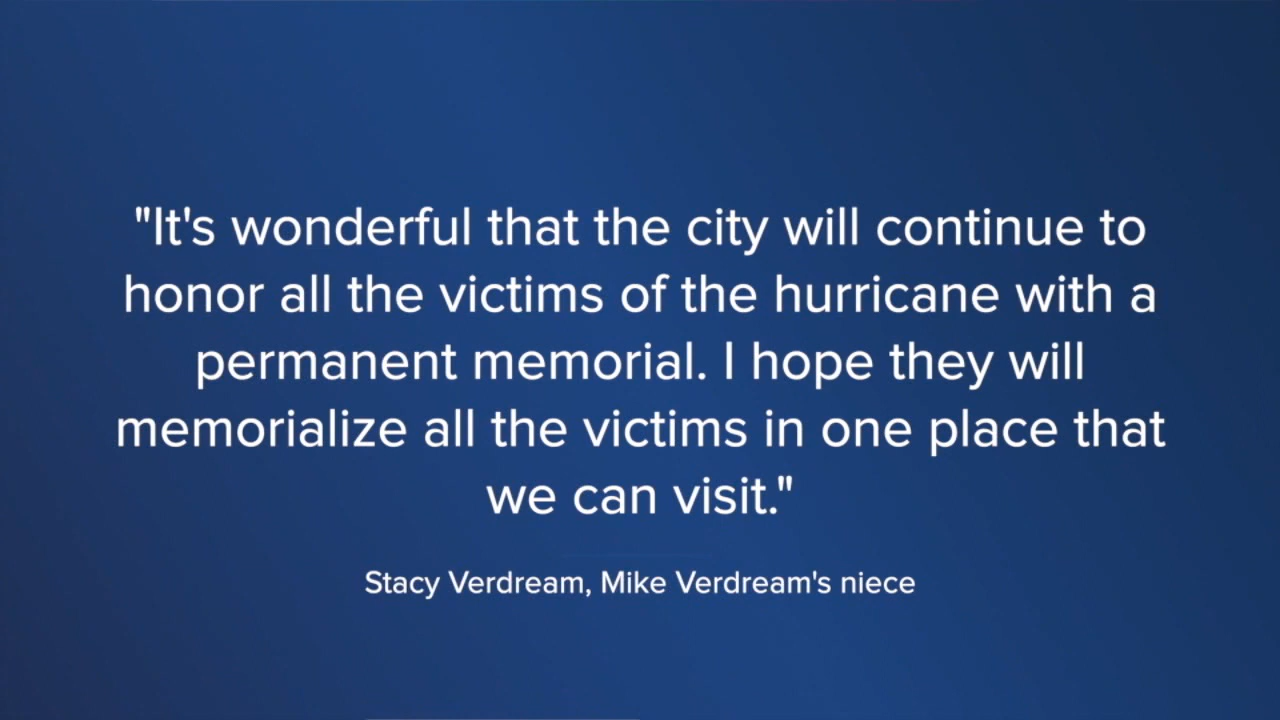 "It's wonderful that the city will continue to
honor all the victims of the hurricane with a
permanent memorial. I hope they will
memorialize all the victims in one place that
we can visit."
Stacy Verdream, Mike Verdream's niece